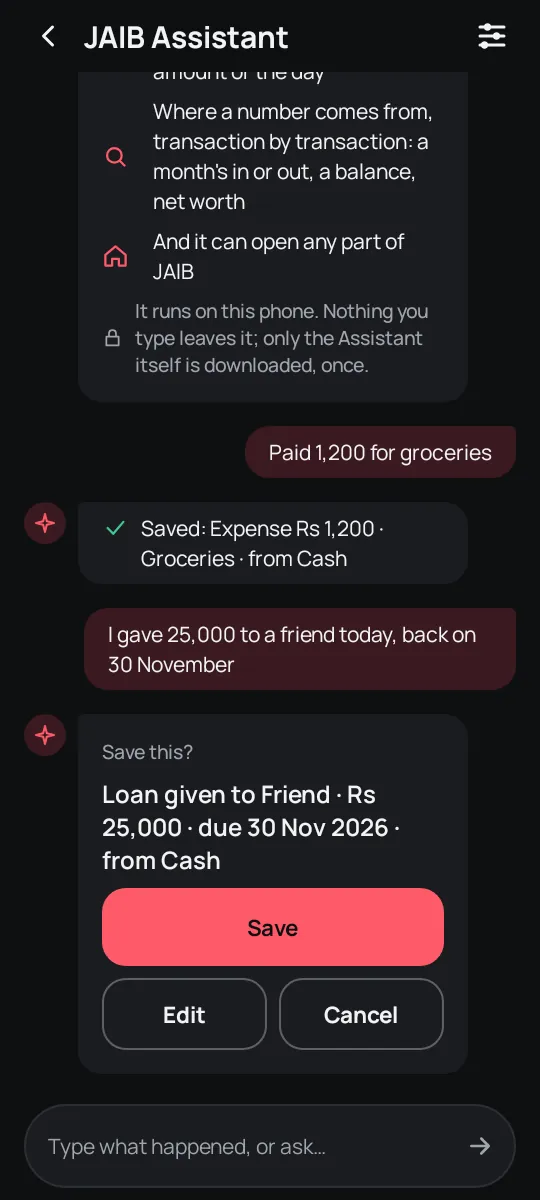 JAIB Assistant
amount or the day
Where a number comes from,
transaction by transaction: a
month's in or out, a balance,
net worth
And it can open any part of
JAIB
It runs on this phone. Nothing you
type leaves it; only the Assistant
itself is downloaded, once.
Paid 1,200 for groceries
Saved: Expense Rs 1,200 ·
Groceries · from Cash
I gave 25,000 to a friend today, back on
30 November
Save this?
Loan given to Friend · Rs
25,000 · due 30 Nov 2026 ·
from Cash
Save
Edit
Cancel
Type what happened, or ask...